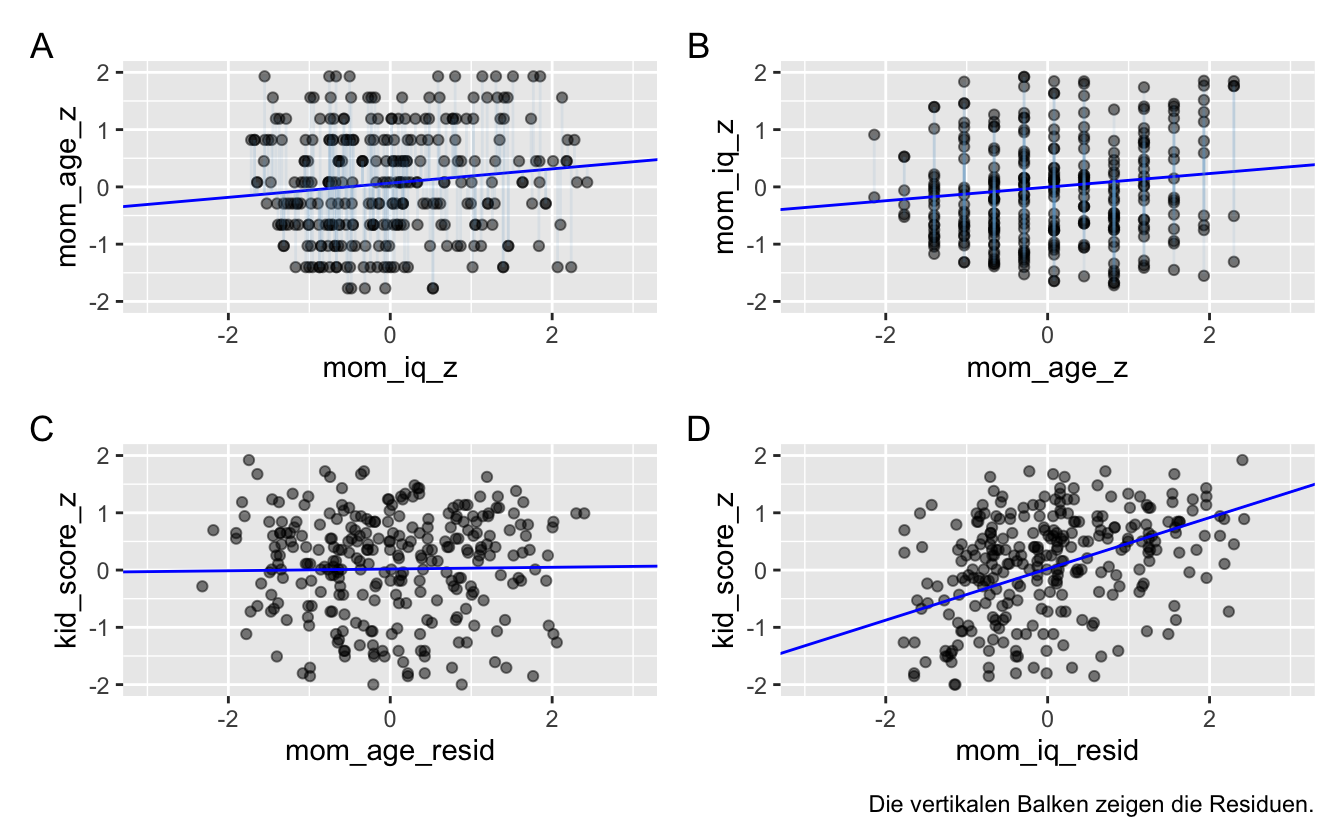 A
2
1
0
-1
-2
mom_age_z
-2 0 2
mom_iq_z
B
2
1
0
-1
-2
mom_iq_z
-2 0 2
mom_age_z
C
2
1
0
-1
-2
kid_score_z
-2 0 2
mom_age_resid
D
2
1
0
-1
-2
kid_score_z
-2 0 2
mom_iq_resid
Die vertikalen Balken zeigen die Residuen.